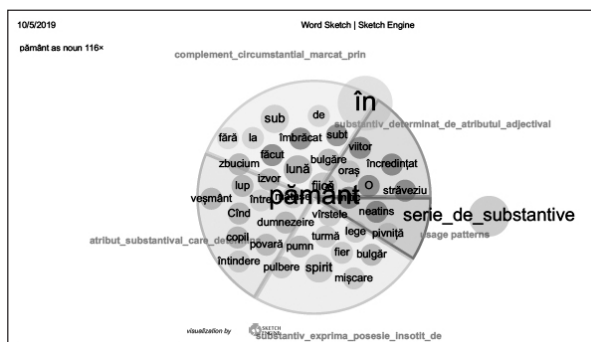 10/5/2019 Word Sketch | Sketch Engine
pământ as noun 116×
complement_circumstantial_marcat_prin
în
sub de
substantiv_determinat_de_atributul_adjectival
fără la îmbrăcat subt viitor
zbucium făcut bulgăre încredințat
izvor lună oraș
lup fiică O străveziu
veșmânt între pământ
Cînd vîrstele neatins serie_de_substantive
dumnezeire
copil turmă lege pivniță usage patterns
atribut_substantival_care_de
povară pumn
întindere fier bulgăr
pulbere spirit mișcare
visualization by SKETCH ENGINE
substantiv_exprima_posesie_insotit_de